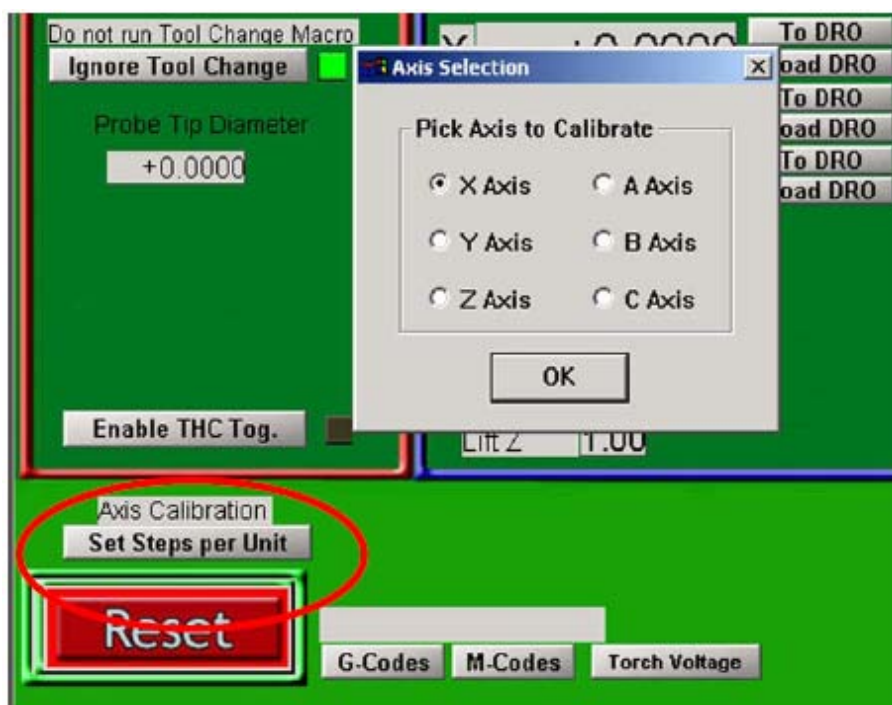 Do not run Tool Change Macro
Ignore Tool Change
Probe Tip Diameter
+0.0000
Enable THC Tog.
X +0.0000
To DRO
oad DRO
To DRO
oad DRO
To DRO
oad DRO
Axis Selection
Pick Axis to Calibrate
X Axis A Axis
Y Axis B Axis
Z Axis C Axis
OK
Lift Z 1.00
Axis Calibration
Set Steps per Unit
Reset
G-Codes M-Codes Torch Voltage